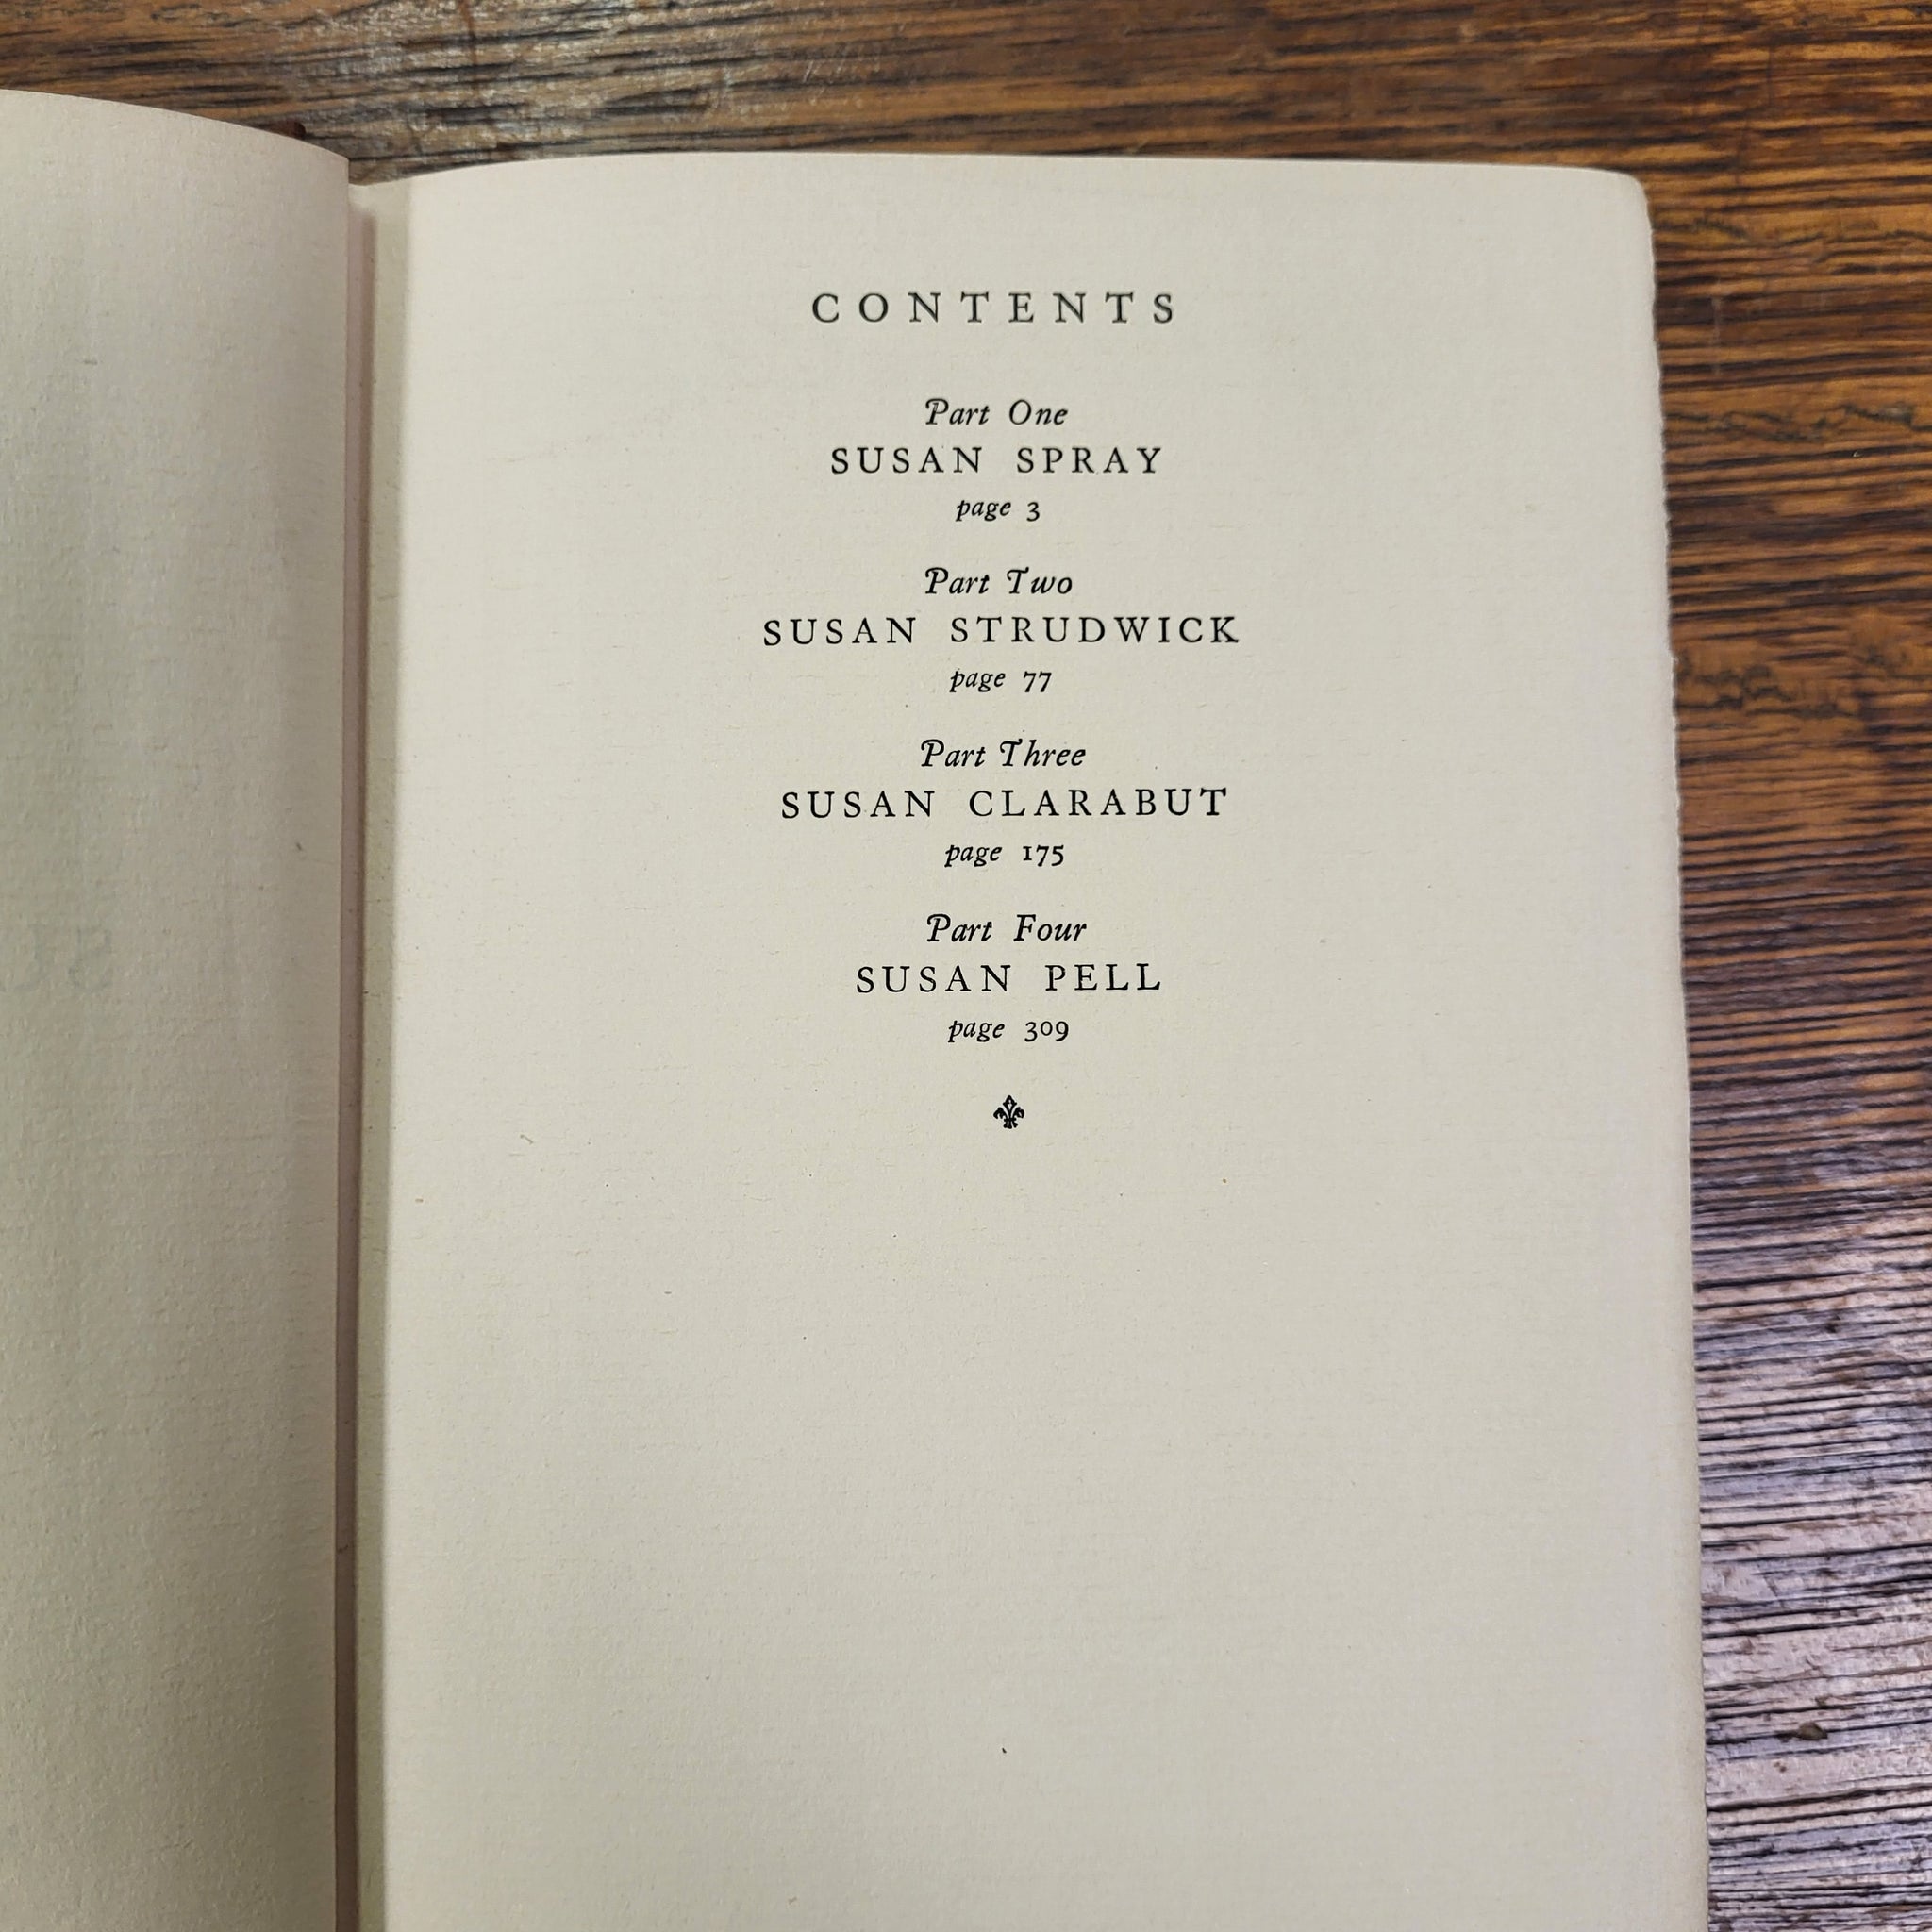 CONTENTS
Part One
SUSAN SPRAY
page 3
Part Two
SUSAN STRUDWICK
page 77
Part Three
SUSAN CLARABUT
page 175
Part Four
SUSAN PELL
page 309